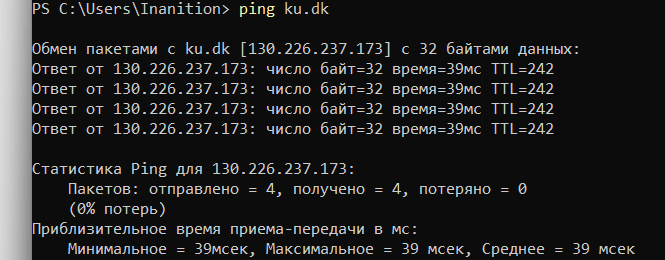 PS C:\Users\Inanition> ping ku.dk
Обмен пакетами с ku.dk [130.226.237.173] с 32 байтами данных:
Ответ от 130.226.237.173: число байт=32 время=39мс TTL=242
Ответ от 130.226.237.173: число байт=32 время=39мс TTL=242
Ответ от 130.226.237.173: число байт=32 время=39мс TTL=242
Ответ от 130.226.237.173: число байт=32 время=39мс TTL=242
Статистика Ping для 130.226.237.173:
Пакетов: отправлено = 4, получено = 4, потеряно = 0
(0% потерь)
Приблизительное время приема-передачи в мс:
Минимальное = 39мсек, Максимальное = 39 мсек, Среднее = 39 мсек